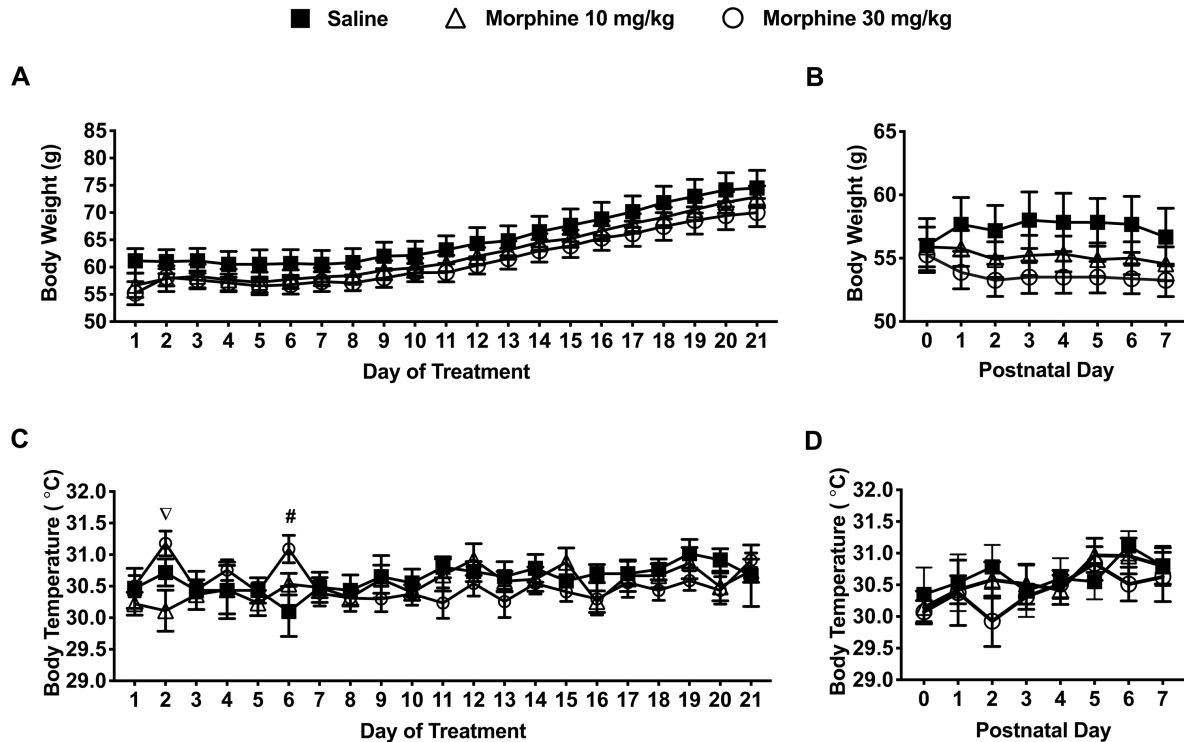 Saline Morphine 10 mg/kg Morphine 30 mg/kg
A
Body Weight (g)
85
80
75
70
65
60
55
50
1 2 3 4 5 6 7 8 9 10 11 12 13 14 15 16 17 18 19 20 21
Day of Treatment
B
Body Weight (g)
65
60
55
50
0 1 2 3 4 5 6 7
Postnatal Day
C
Body Temperature ( °C)
32.0
31.5
31.0
30.5
30.0
29.5
29.0
∇ #
1 2 3 4 5 6 7 8 9 10 11 12 13 14 15 16 17 18 19 20 21
Day of Treatment
D
Body Temperature ( °C)
32.0
31.5
31.0
30.5
30.0
29.5
29.0
0 1 2 3 4 5 6 7
Postnatal Day